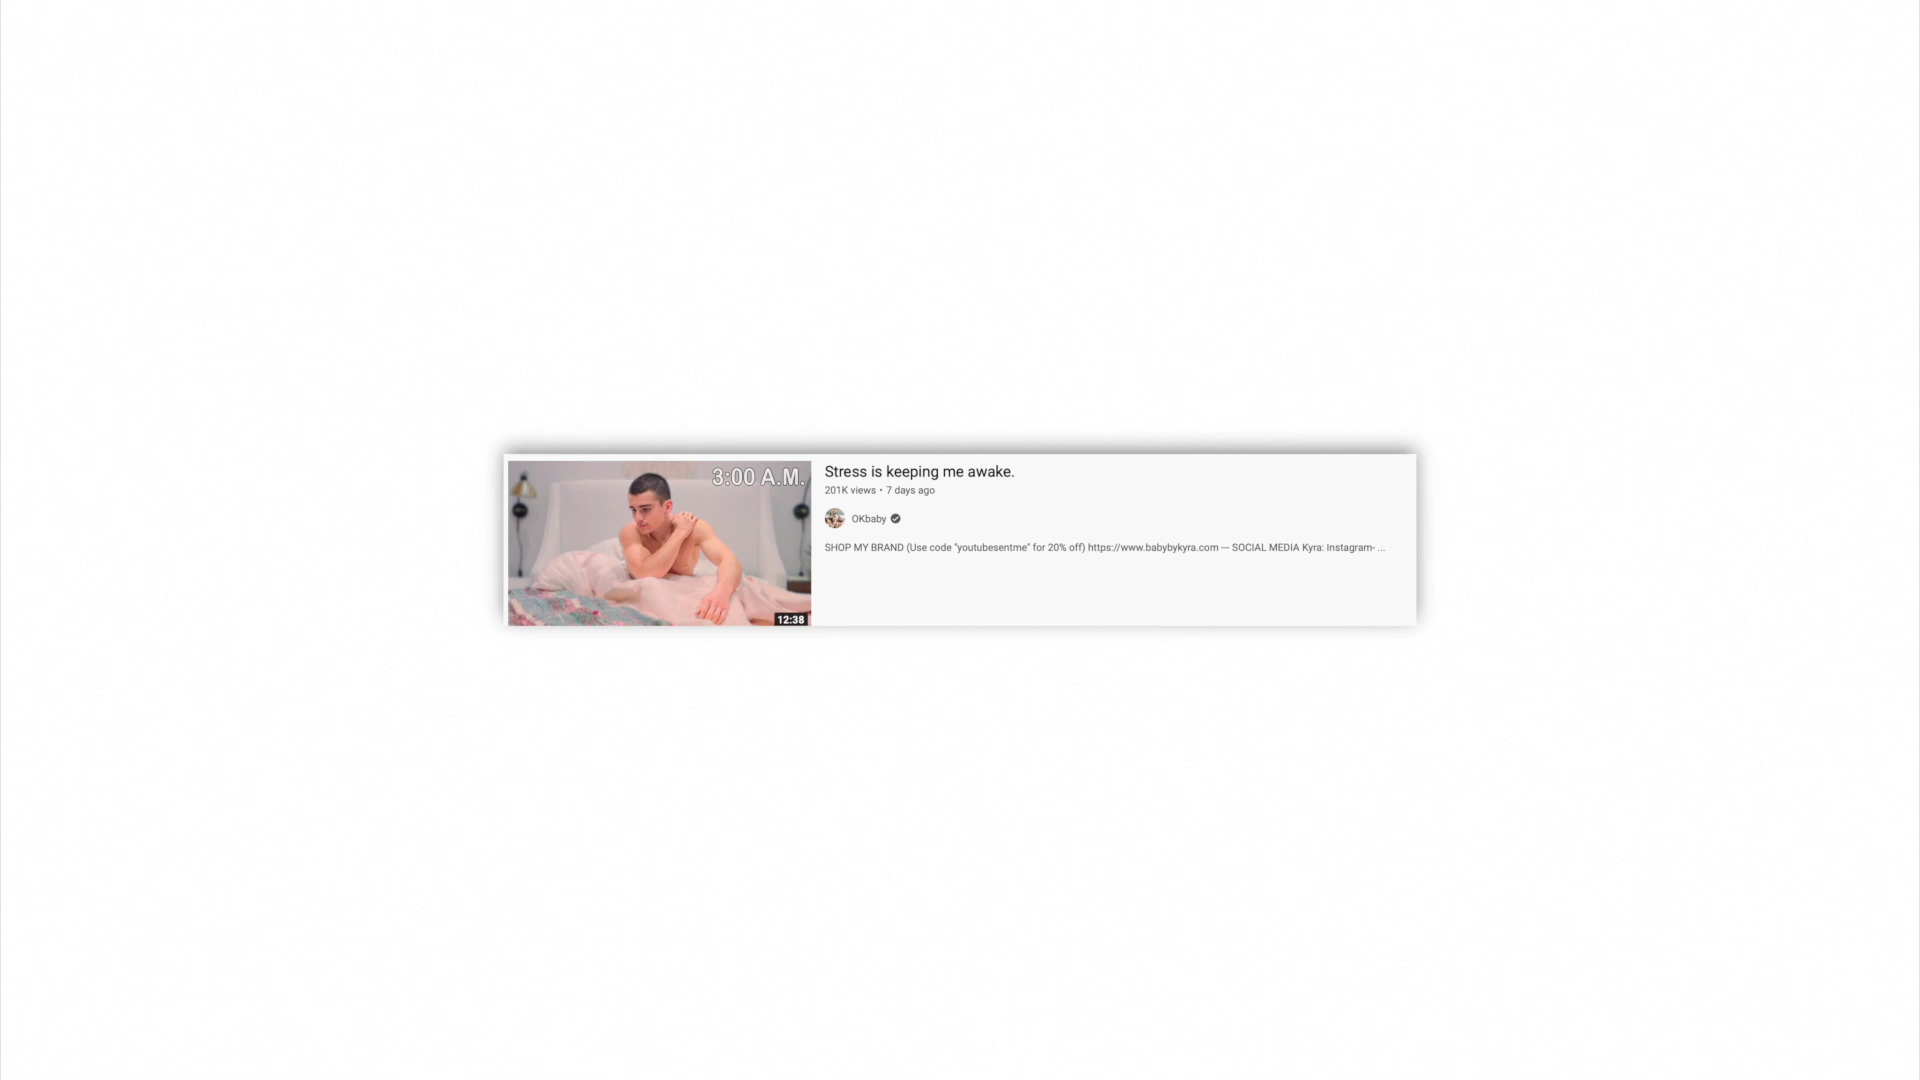 3:00 A.M.
12:38
Stress is keeping me awake.
201K views • 7 days ago
OKbaby
SHOP MY BRAND (Use code "youtubesentme" for 20% off) https://www.babybykyra.com — SOCIAL MEDIA Kyra: Instagram- ...